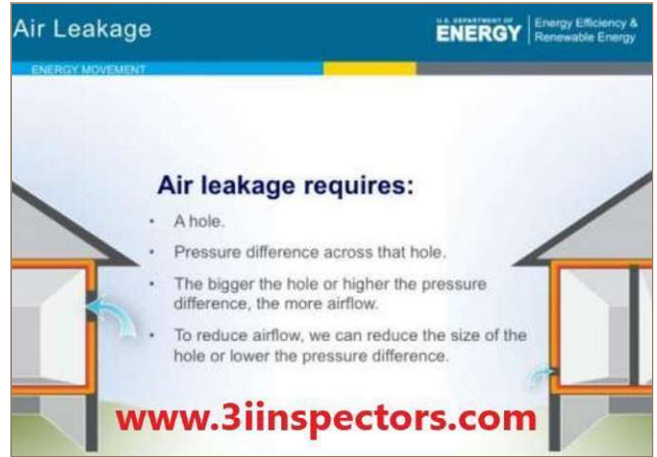 Air Leakage
U.S. DEPARTMENT OF
ENERGY
Energy Efficiency &
Renewable Energy
ENERGY MOVEMENT
Air leakage requires:
• A hole.
• Pressure difference across that hole.
• The bigger the hole or higher the pressure
difference, the more airflow.
• To reduce airflow, we can reduce the size of the
hole or lower the pressure difference.
www.3iinspectors.com